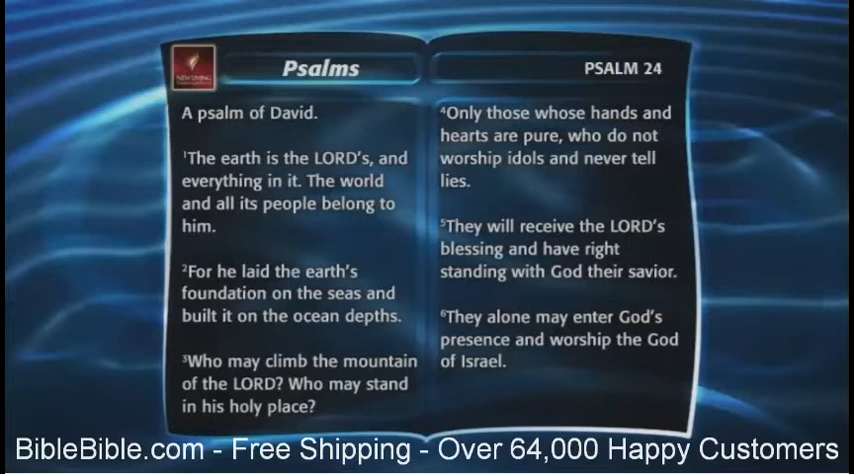 Psalms
PSALM 24
A psalm of David.
¹The earth is the LORD's, and
everything in it. The world
and all its people belong to
him.
²For he laid the earth's
foundation on the seas and
built it on the ocean depths.
³Who may climb the mountain
of the LORD? Who may stand
in his holy place?
⁴Only those whose hands and
hearts are pure, who do not
worship idols and never tell
lies.
⁵They will receive the LORD's
blessing and have right
standing with God their savior.
⁶They alone may enter God's
presence and worship the God
of Israel.
BibleBible.com - Free Shipping - Over 64,000 Happy Customers